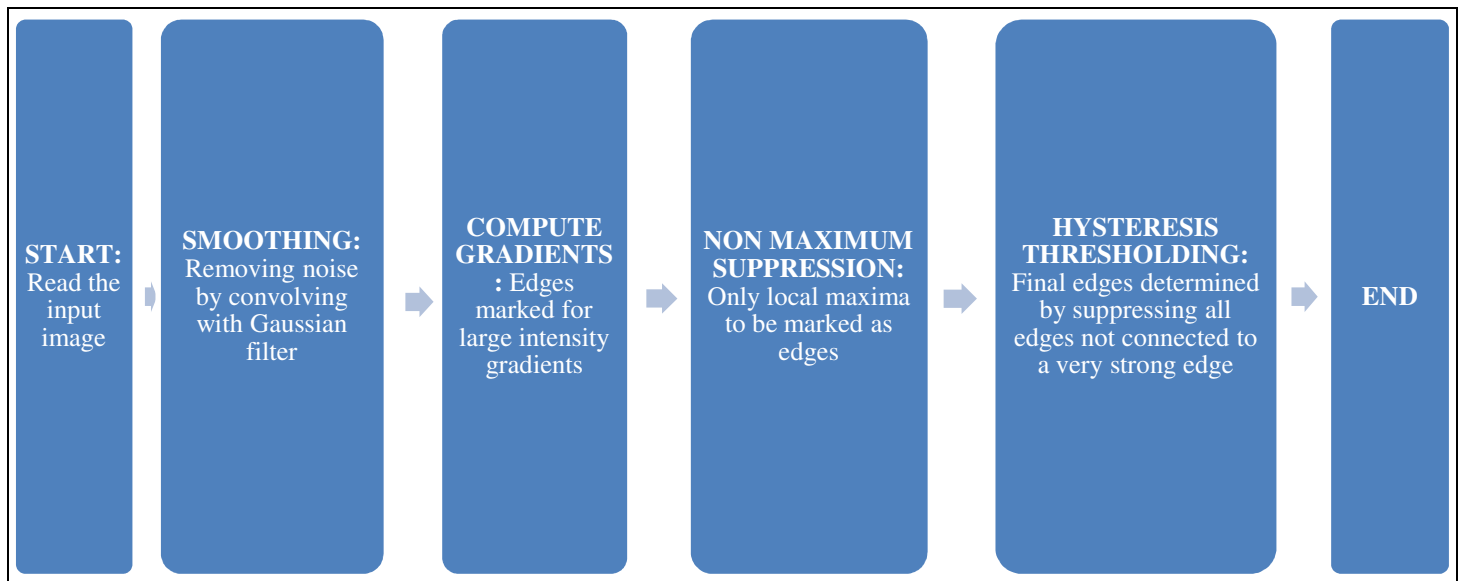 START:
Read the
input
image
SMOOTHING:
Removing noise
by convolving
with Gaussian
filter
COMPUTE
GRADIENTS
: Edges
marked for
large intensity
gradients
NON MAXIMUM
SUPPRESSION:
Only local maxima
to be marked as
edges
HYSTERESIS
THRESHOLDING:
Final edges determined
by suppressing all
edges not connected to
a very strong edge
END